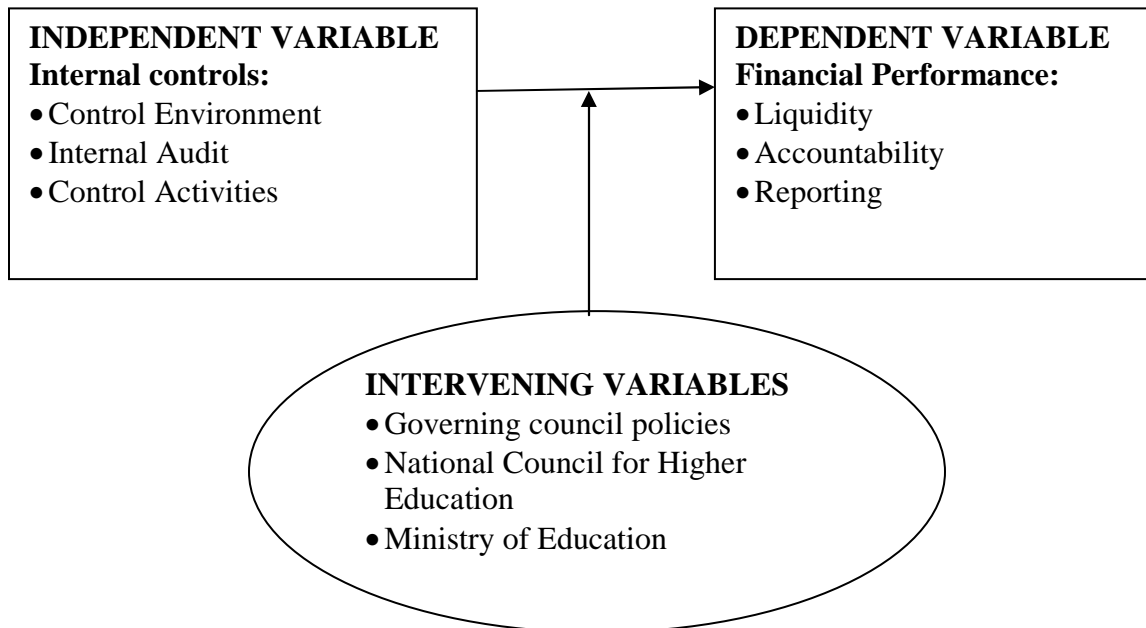 INDEPENDENT VARIABLE
Internal controls:
• Control Environment
• Internal Audit
• Control Activities
DEPENDENT VARIABLE
Financial Performance:
• Liquidity
• Accountability
• Reporting
INTERVENING VARIABLES
• Governing council policies
• National Council for Higher
Education
• Ministry of Education